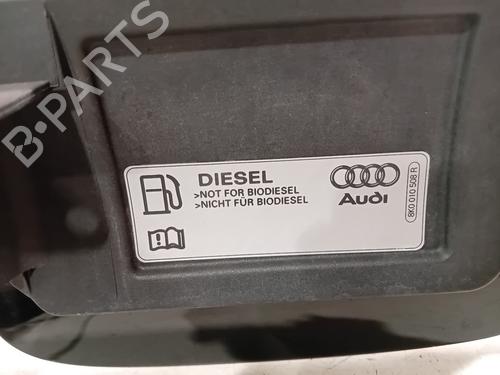 B-PARTS
DIESEL
>NOT FOR BIODIESEL
>NICHT FÜR BIODIESEL
Audi
8K0 010 508 R